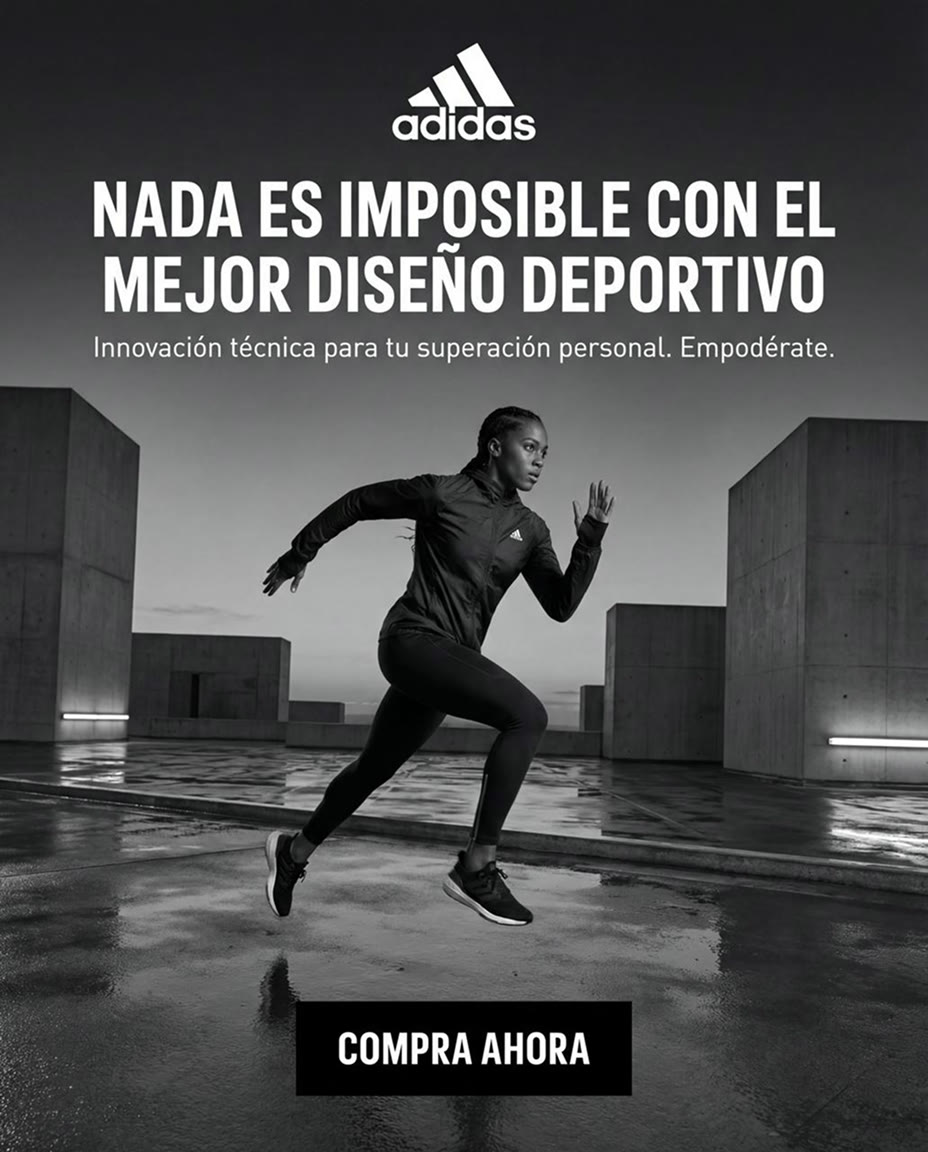 adidas
NADA ES IMPOSIBLE CON EL
MEJOR DISEÑO DEPORTIVO
Innovación técnica para tu superación personal. Empodérate.
COMPRA AHORA